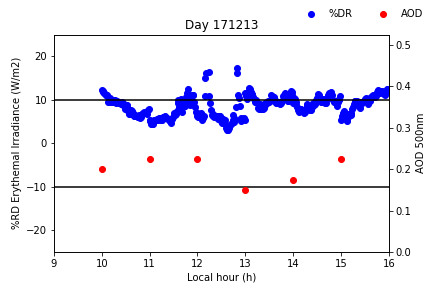 %DR AOD
Day 171213
%RD Erythermal Irradiance (W/m2)
20
10
0
−10
−20
0.5
0.4
0.3
0.2
0.1
0.0
AOD 500nm
9 10 11 12 13 14 15 16
Local hour (h)